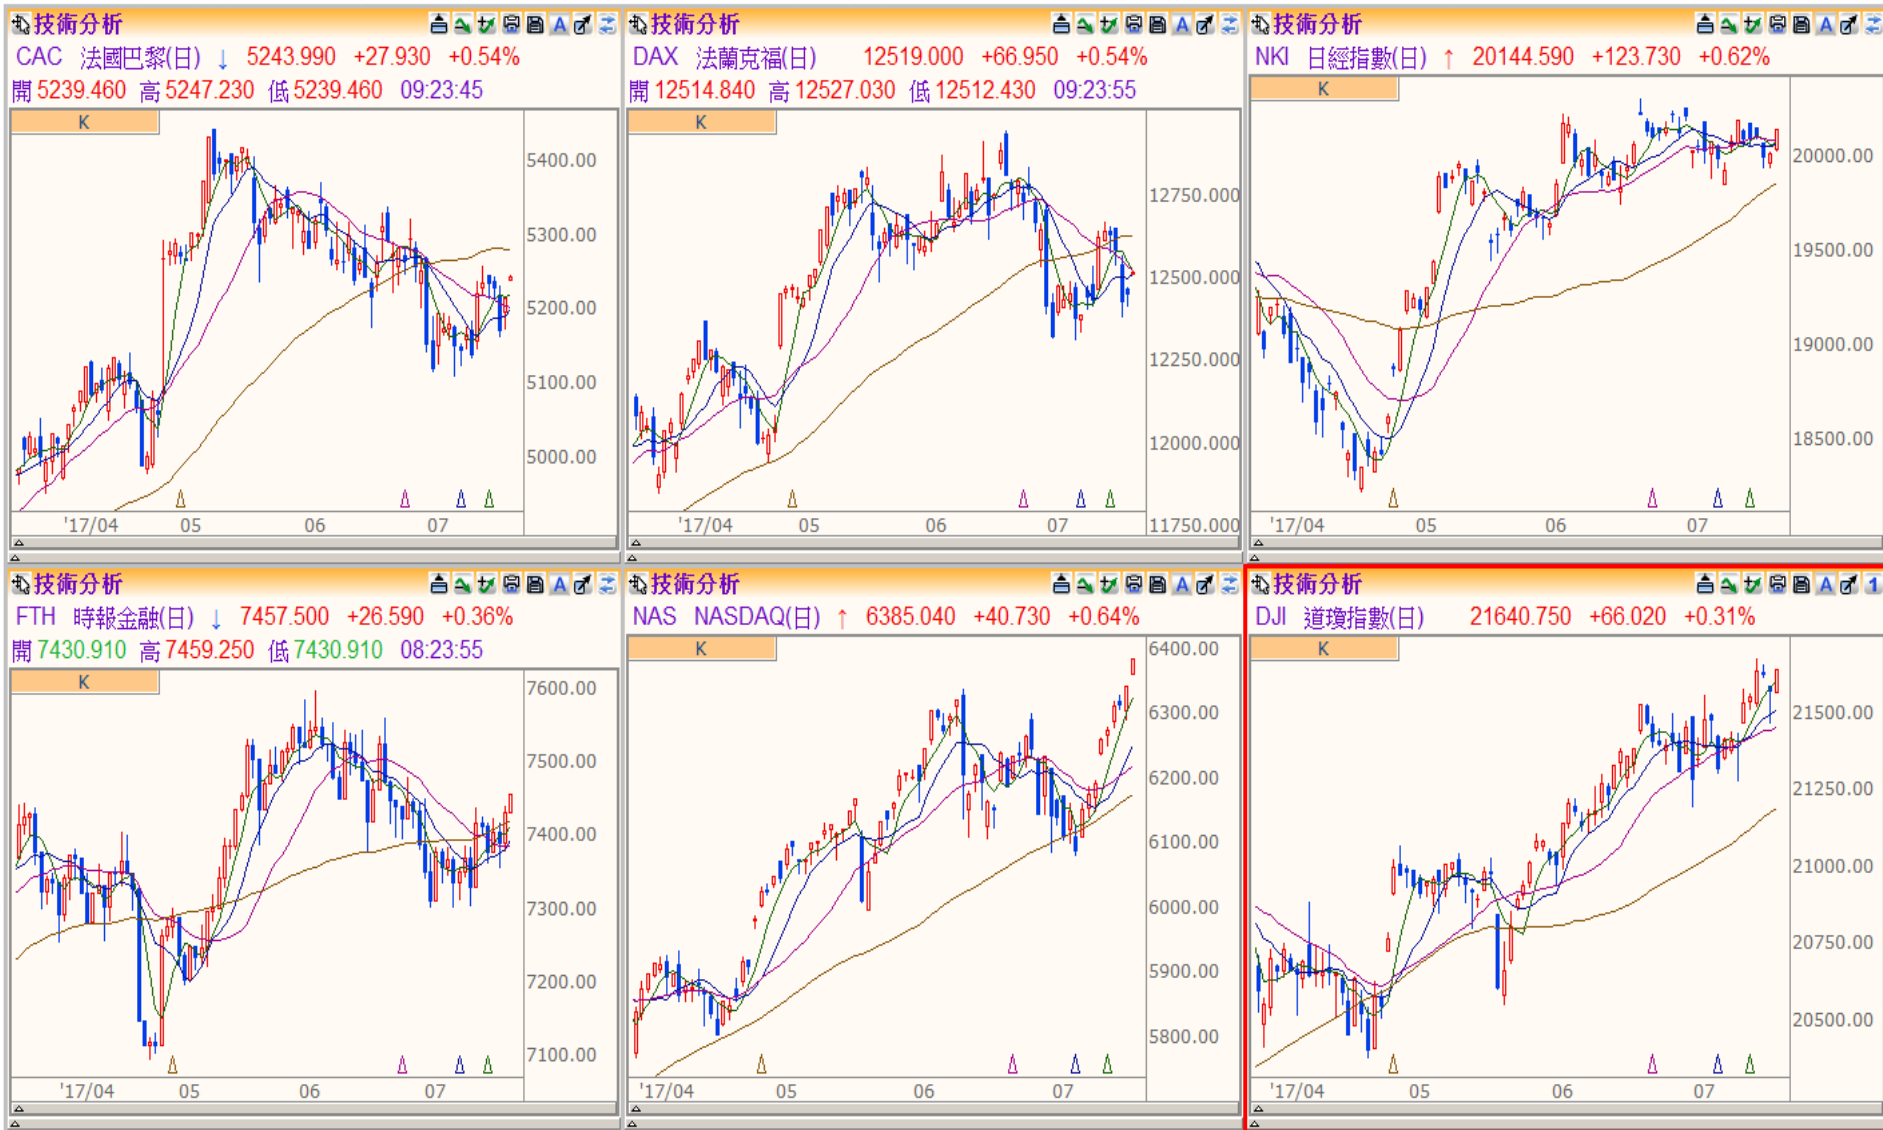 技術分析
CAC 法國巴黎(日) ↓ 5243.990 +27.930 +0.54%
開 5239.460 高 5247.230 低 5239.460 09:23:45
K
5400.00
5300.00
5200.00
5100.00
5000.00
'17/04 05 06 07
技術分析
DAX 法蘭克福(日) 12519.000 +66.950 +0.54%
開 12514.840 高 12527.030 低 12512.430 09:23:55
K
12750.000
12500.000
12250.000
12000.000
11750.000
'17/04 05 06 07
技術分析
NKI 日經指數(日) ↑ 20144.590 +123.730 +0.62%
K
20000.00
19500.00
19000.00
18500.00
'17/04 05 06 07
技術分析
FTH 時報金融(日) ↓ 7457.500 +26.590 +0.36%
開 7430.910 高 7459.250 低 7430.910 08:23:55
K
7600.00
7500.00
7400.00
7300.00
7200.00
7100.00
'17/04 05 06 07
技術分析
NAS NASDAQ(日) ↑ 6385.040 +40.730 +0.64%
K
6400.00
6300.00
6200.00
6100.00
6000.00
5900.00
5800.00
'17/04 05 06 07
技術分析 1
DJI 道瓊指數(日) 21640.750 +66.020 +0.31%
K
21500.00
21250.00
21000.00
20750.00
20500.00
'17/04 05 06 07